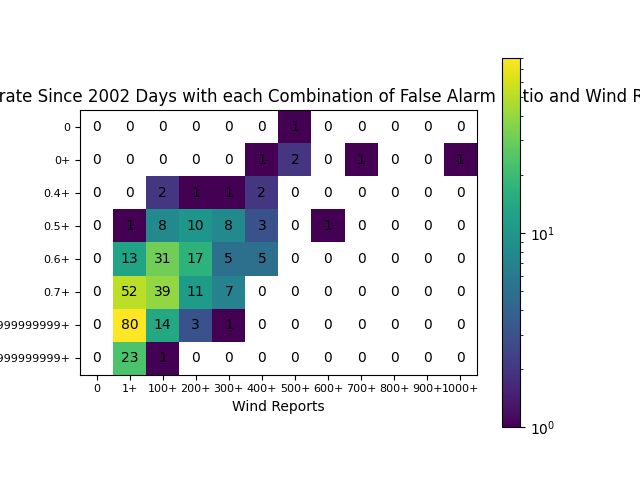 rate Since 2002 Days with each Combination of False Alarm tio and Wind R
0 0 0 0 0 0 0 1 0 0 0 0 0
0+ 0 0 0 0 0 1 2 0 1 0 0 1
0.4+ 0 0 2 1 1 2 0 0 0 0 0 0
0.5+ 0 1 8 10 8 3 0 1 0 0 0 0
0.6+ 0 13 31 17 5 5 0 0 0 0 0 0
0.7+ 0 52 39 11 7 0 0 0 0 0 0 0
999999999+ 0 80 14 3 1 0 0 0 0 0 0 0
999999999+ 0 23 1 0 0 0 0 0 0 0 0 0
0 1+ 100+ 200+ 300+ 400+ 500+ 600+ 700+ 800+ 900+ 1000+
Wind Reports
10¹
10⁰